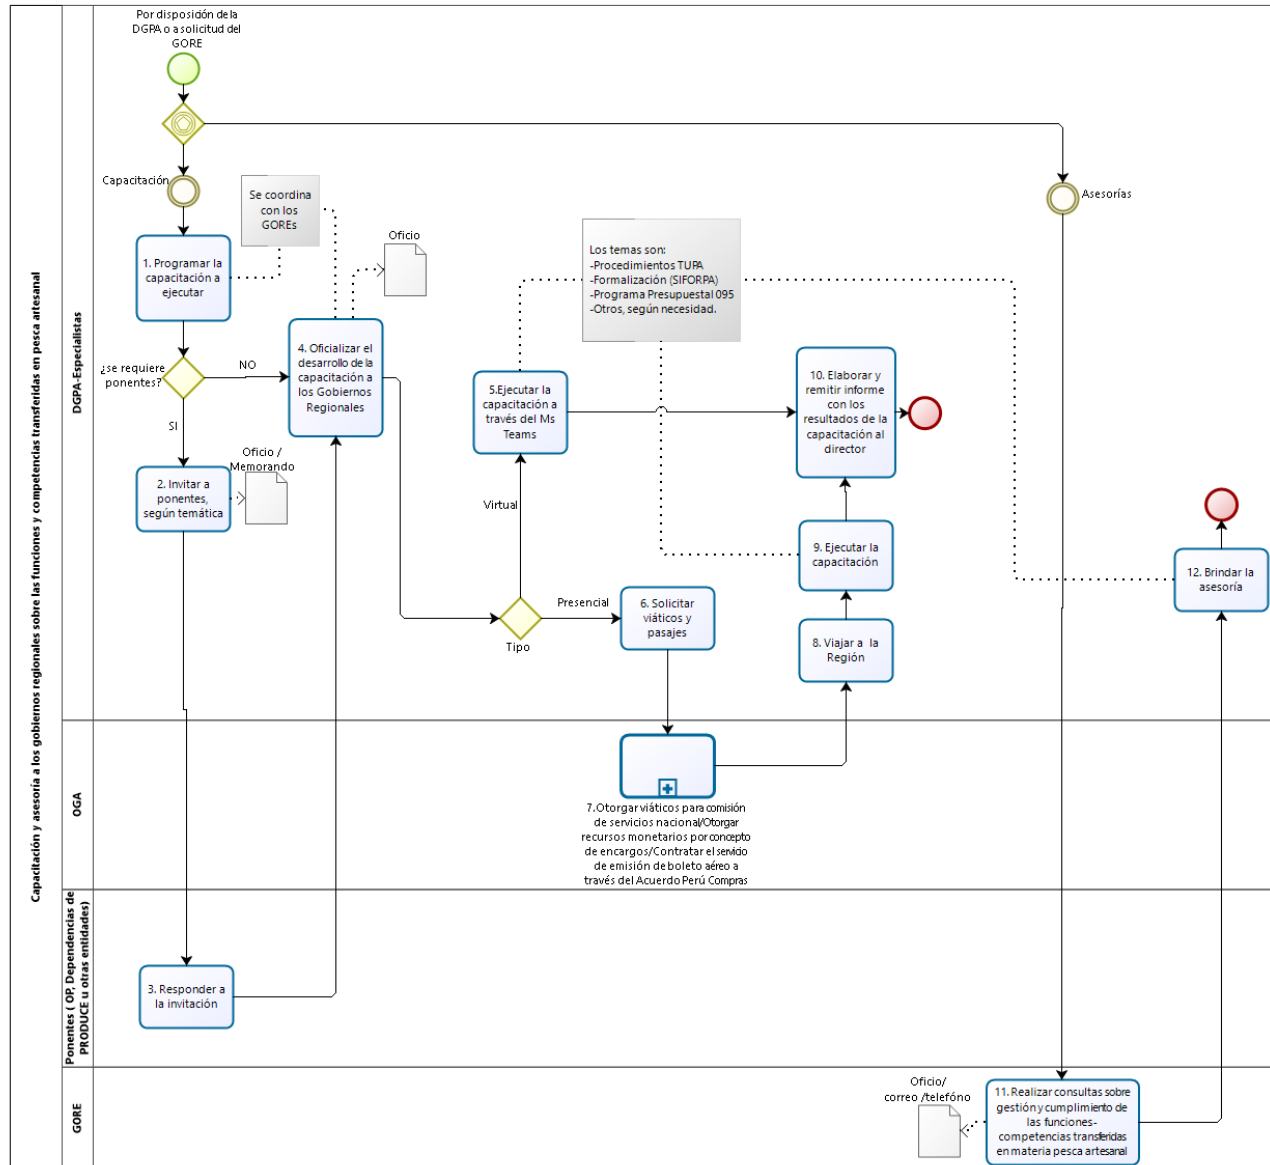 Capacitación y asesoría a los gobiernos regionales sobre las funciones y competencias transferidas en pesca artesanal
DGPA-Especialistas
Por disposición de la
DGPA o a solicitud del
GORE
Capacitación
Asesorías
Se coordina
con los
GOREs
Oficio
1. Programar la
capacitación a
ejecutar
Los temas son:
-Procedimientos TUPA
-Formalización (SIFORPA)
-Programa Presupuestal 095
-Otros, según necesidad.
¿se requiere
ponentes?
NO
SI
4. Oficializar el
desarrollo de la
capacitación a
los Gobiernos
Regionales
5.Ejecutar la
capacitación a
través del Ms
Teams
10. Elaborar y
remitir informe
con los
resultados de la
capacitación al
director
Oficio /
Memorando
2. Invitar a
ponentes,
según temática
Virtual
9. Ejecutar la
capacitación
12. Brindar la
asesoría
Presencial
Tipo
6. Solicitar
viáticos y
pasajes
8. Viajar a  la
Región
OGA
7.Otorgar viáticos para comisión
de servicios nacional/Otorgar
recursos monetarios por concepto
de encargos/Contratar el servicio
de emisión de boleto aéreo a
través del Acuerdo Perú Compras
Ponentes ( OP, Dependencias de
PRODUCE u otras entidades)
3. Responder a
la invitación
GORE
Oficio/
correo /telefóno
11. Realizar consultas sobre
gestión y cumplimiento de
las funciones-
competencias transferidas
en materia pesca artesanal